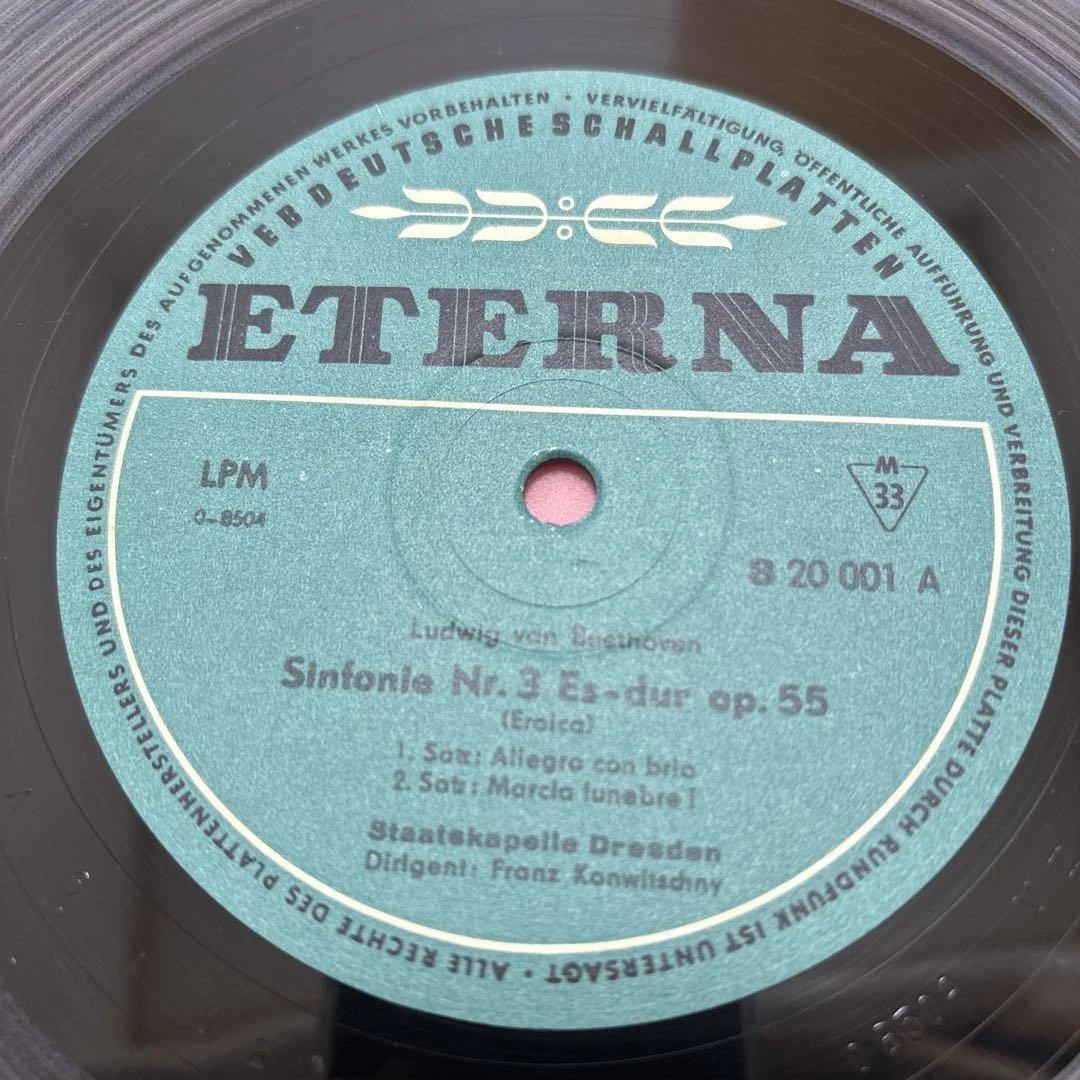 ALLE RECHTE DES PLATTENHERSTELLERS UND DES EIGENTÜMERS DES AUFGENOMMENEN WERKES VORBEHALTEN · VERVIELFÄLTIGUNG, ÖFFENTLICHE AUFFÜHRUNG UND VERBREITUNG DIESER PLATTE DURCH RUNDFUNK IST UNTERSAGT ·
VEB DEUTSCHE SCHALLPLATTEN
ETERNA
LPM
0-8504
M
33
8 20 001 A
Ludwig van Beethoven
Sinfonie Nr. 3 Es-dur op. 55
(Eroica)
1. Satz: Allegro con brio
2. Satz: Marcia funebre I
Staatskapelle Dresden
Dirigent: Franz Konwitschny